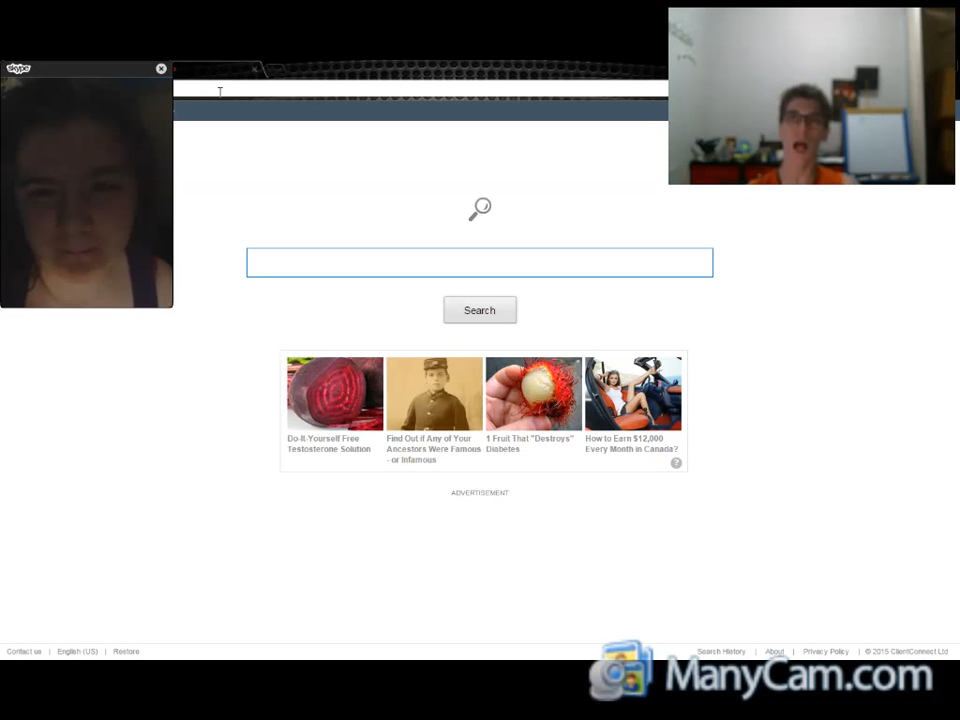 skype
Search
Do-It-Yourself Free
Testosterone Solution
Find Out if Any of Your
Ancestors Were Famous
- or Infamous
1 Fruit That "Destroys"
Diabetes
How to Earn $12,000
Every Month in Canada?
?
ADVERTISEMENT
Contact us | English (US) | Restore
Search History | About | Privacy Policy | © 2015 ClientConnect Ltd
ManyCam.com